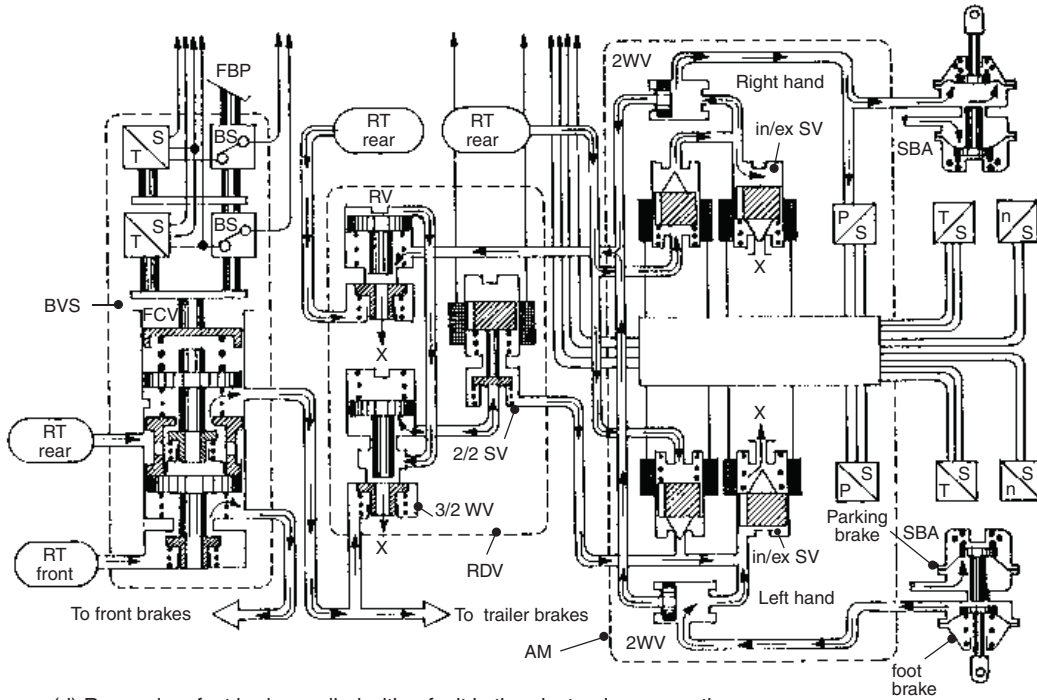 FBP
2WV
Right hand
in/ex SV
SBA
RT
rear
RT
rear
S
T
BS
S
T
BS
RV
P
S
T
S
n
S
X
BVS
FCV
X
RT
rear
2/2 SV
X
3/2 WV
X
RDV
S
P
S
T
S
n
Parking
brake
SBA
in/ex SV
RT
front
To front brakes
To trailer brakes
Left hand
2WV
AM
foot
brake